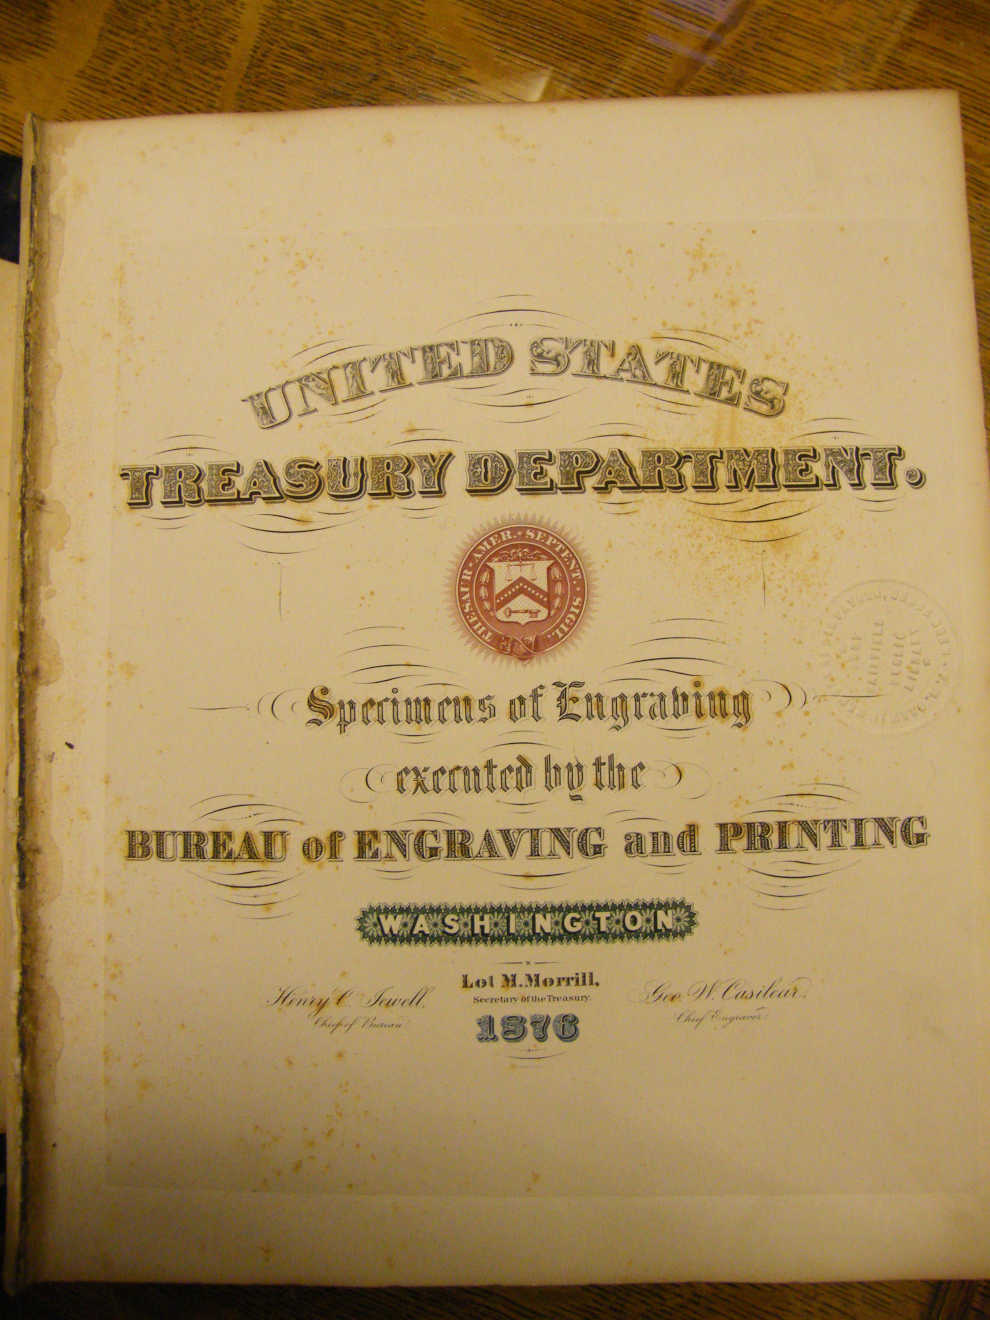 UNITED STATES
TREASURY DEPARTMENT.
THESAUR. AMER. SEPTENT. SIGIL.
Specimens of Engraving
executed by the
BUREAU of ENGRAVING and PRINTING
WASHINGTON
Henry C. Jewell,
Chief of Bureau.
Lot M. Morrill,
Secretary of the Treasury.
1876
Geo. W. Casilear,
Chief Engraver.